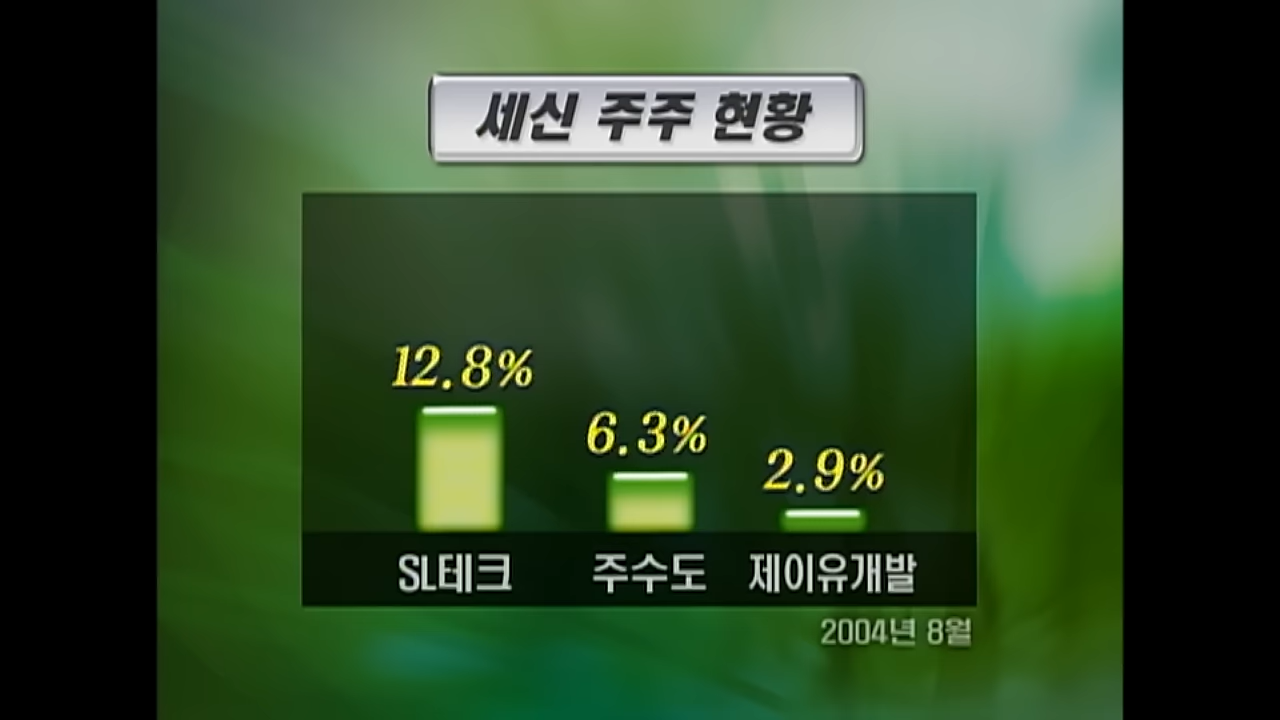 세신 주주 현황
12.8%
6.3%
2.9%
SL테크
주수도
제이유개발
2004년 8월